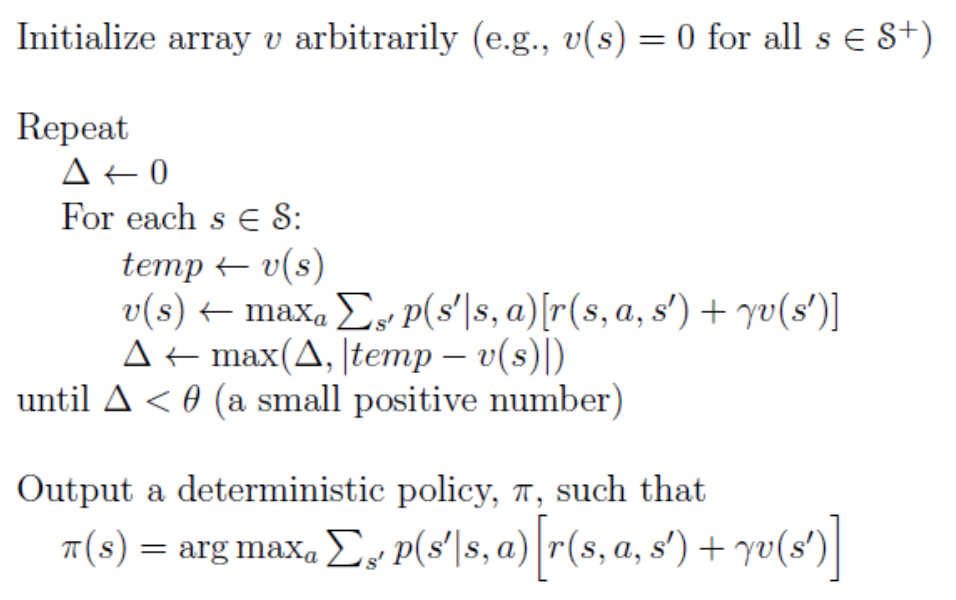 Initialize array v arbitrarily (e.g., v(s) = 0 for all s ∈ 𝒮⁺)
Repeat
Δ ← 0
For each s ∈ 𝒮:
temp ← v(s)
v(s) ← maxₐ ∑ₛ′ p(s′|s, a)[r(s, a, s′) + γv(s′)]
Δ ← max(Δ, |temp − v(s)|)
until Δ < θ (a small positive number)
Output a deterministic policy, π, such that
π(s) = arg maxₐ ∑ₛ′ p(s′|s, a)[r(s, a, s′) + γv(s′)]